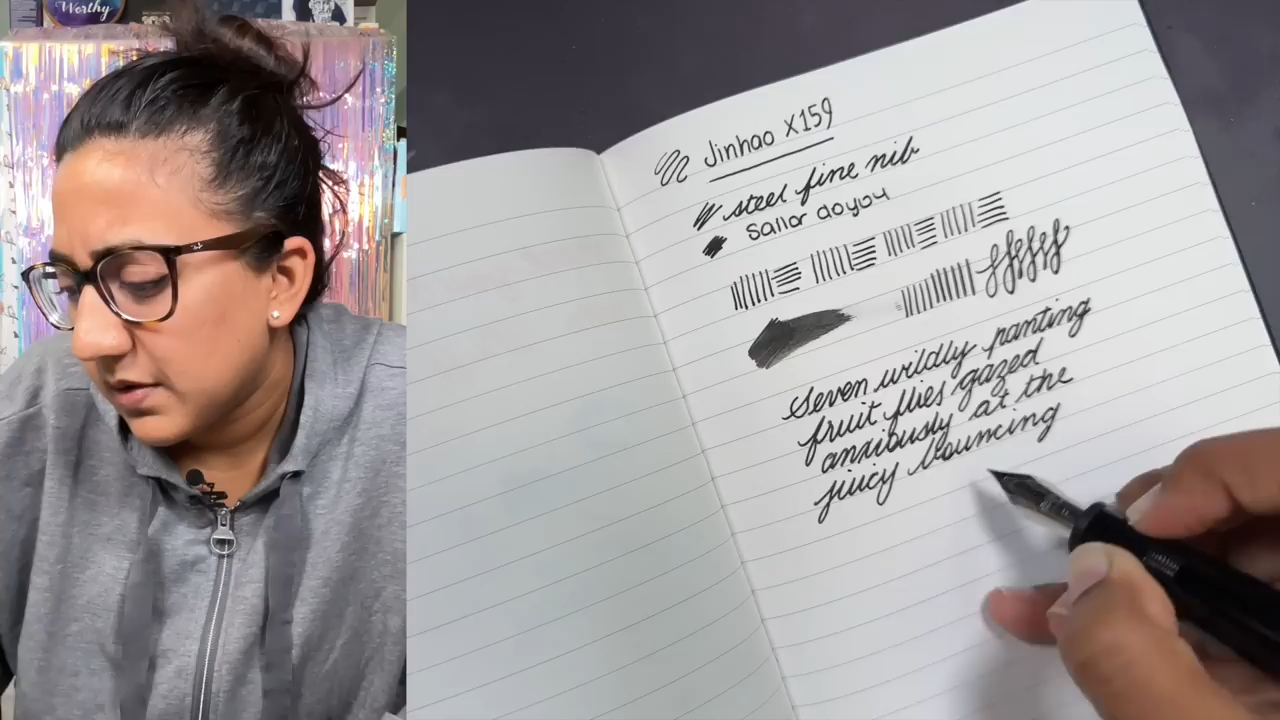 Worthy
Jinhao X159
steel fine nib
Sailor doyou
Seven wildly panting
fruit flies gazed
anxiously at the
juicy bouncing